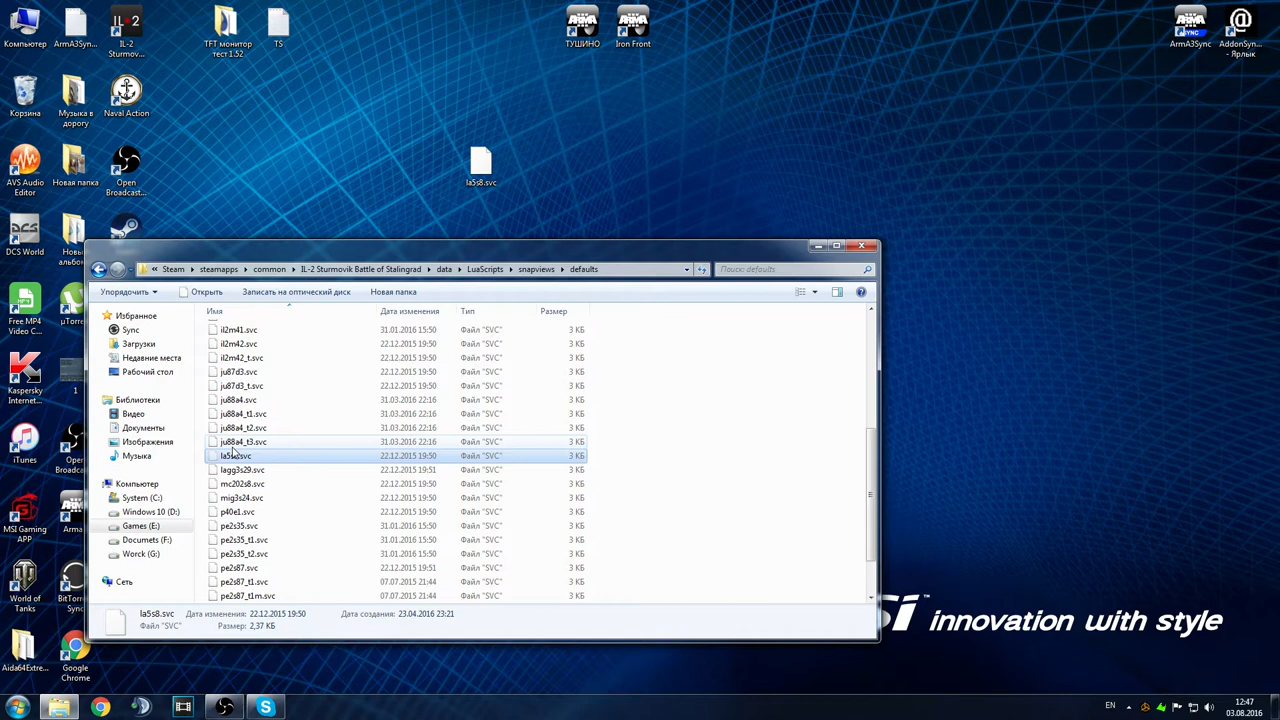 Компьютер
ArmA3Syn...
IL-2
Sturmov...
TFT монитор
тест 1.52
TS
ТУШИНО
Iron Front
ArmA3Sync
AddonSyn...
- Ярлык
Корзина
Музыка в
дорогу
Naval Action
AVS Audio
Editor
Новая папка
Open
Broadcast...
la5s8.svc
DCS World
Новы
альбо
Free MP4
Video C...
µTorre
Kaspersky
Internet...
1
iTunes
MSI Gaming
APP
Arma
World of
Tanks
BitTorr
Sync
Aida64Extre...
Google
Chrome
« Steam ▸ steamapps ▸ common ▸ IL-2 Sturmovik Battle of Stalingrad ▸ data ▸ LuaScripts ▸ snapviews ▸ defaults
Поиск: defaults
Упорядочить
Открыть
Записать на оптический диск
Новая папка
Избранное
Sync
Загрузки
Недавние места
Рабочий стол
Библиотеки
Видео
Документы
Изображения
Музыка
Компьютер
System (C:)
Windows 10 (D:)
Games (E:)
Documets (F:)
Worck (G:)
Сеть
Имя Дата изменения Тип Размер
il2m41.svc 31.01.2016 15:50 Файл "SVC" 3 КБ
il2m42.svc 22.12.2015 19:50 Файл "SVC" 3 КБ
il2m42_t.svc 22.12.2015 19:50 Файл "SVC" 3 КБ
ju87d3.svc 22.12.2015 19:50 Файл "SVC" 3 КБ
ju87d3_t.svc 22.12.2015 19:50 Файл "SVC" 3 КБ
ju88a4.svc 31.03.2016 22:16 Файл "SVC" 3 КБ
ju88a4_t1.svc 31.03.2016 22:16 Файл "SVC" 3 КБ
ju88a4_t2.svc 31.03.2016 22:16 Файл "SVC" 3 КБ
ju88a4_t3.svc 31.03.2016 22:16 Файл "SVC" 3 КБ
la5s8.svc 22.12.2015 19:50 Файл "SVC" 3 КБ
lagg3s29.svc 22.12.2015 19:51 Файл "SVC" 3 КБ
mc202s8.svc 22.12.2015 19:50 Файл "SVC" 3 КБ
mig3s24.svc 22.12.2015 19:50 Файл "SVC" 3 КБ
p40e1.svc 22.12.2015 19:50 Файл "SVC" 3 КБ
pe2s35.svc 31.01.2016 15:50 Файл "SVC" 3 КБ
pe2s35_t1.svc 31.01.2016 15:50 Файл "SVC" 3 КБ
pe2s35_t2.svc 31.01.2016 15:50 Файл "SVC" 3 КБ
pe2s87.svc 22.12.2015 19:51 Файл "SVC" 3 КБ
pe2s87_t1.svc 07.07.2015 21:44 Файл "SVC" 3 КБ
pe2s87_t1m.svc 07.07.2015 21:44 Файл "SVC" 3 КБ
la5s8.svc Дата изменения: 22.12.2015 19:50 Дата создания: 23.04.2016 23:21
Файл "SVC" Размер: 2,37 КБ
si™ innovation with style
EN
12:47
03.08.2016